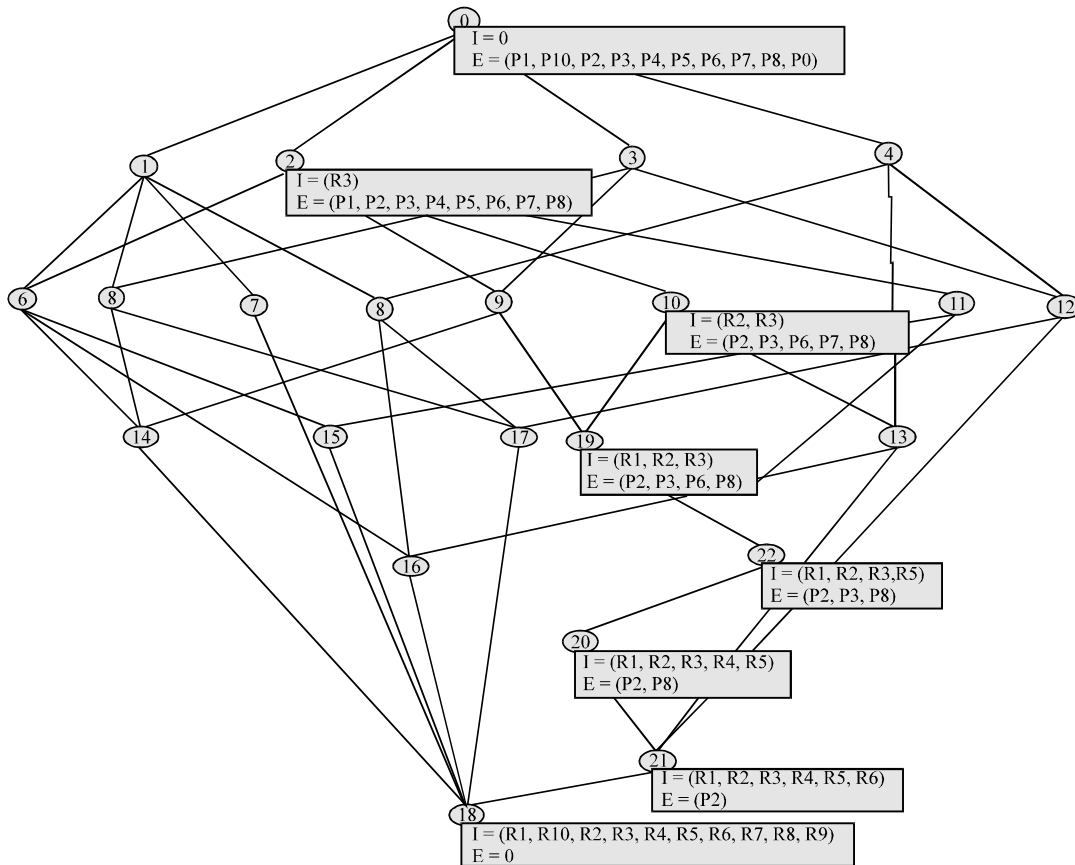 0
I = 0
E = (P1, P10, P2, P3, P4, P5, P6, P7, P8, P0)
1
2
3
4
I = (R3)
E = (P1, P2, P3, P4, P5, P6, P7, P8)
6
8
7
8
9
10
11
12
I = (R2, R3)
E = (P2, P3, P6, P7, P8)
14
15
17
19
13
I = (R1, R2, R3)
E = (P2, P3, P6, P8)
16
22
I = (R1, R2, R3,R5)
E = (P2, P3, P8)
20
I = (R1, R2, R3, R4, R5)
E = (P2, P8)
21
I = (R1, R2, R3, R4, R5, R6)
E = (P2)
18
I = (R1, R10, R2, R3, R4, R5, R6, R7, R8, R9)
E = 0